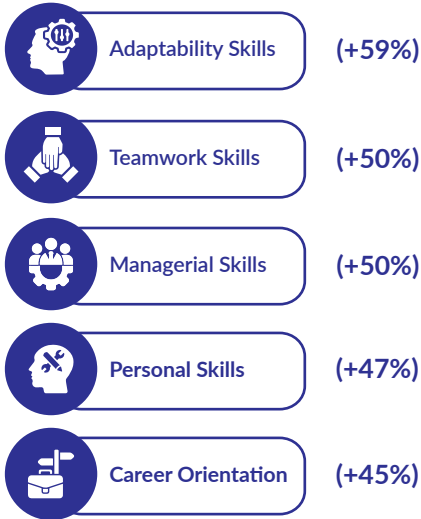 Adaptability Skills (+59%)
Teamwork Skills (+50%)
Managerial Skills (+50%)
Personal Skills (+47%)
Career Orientation (+45%)